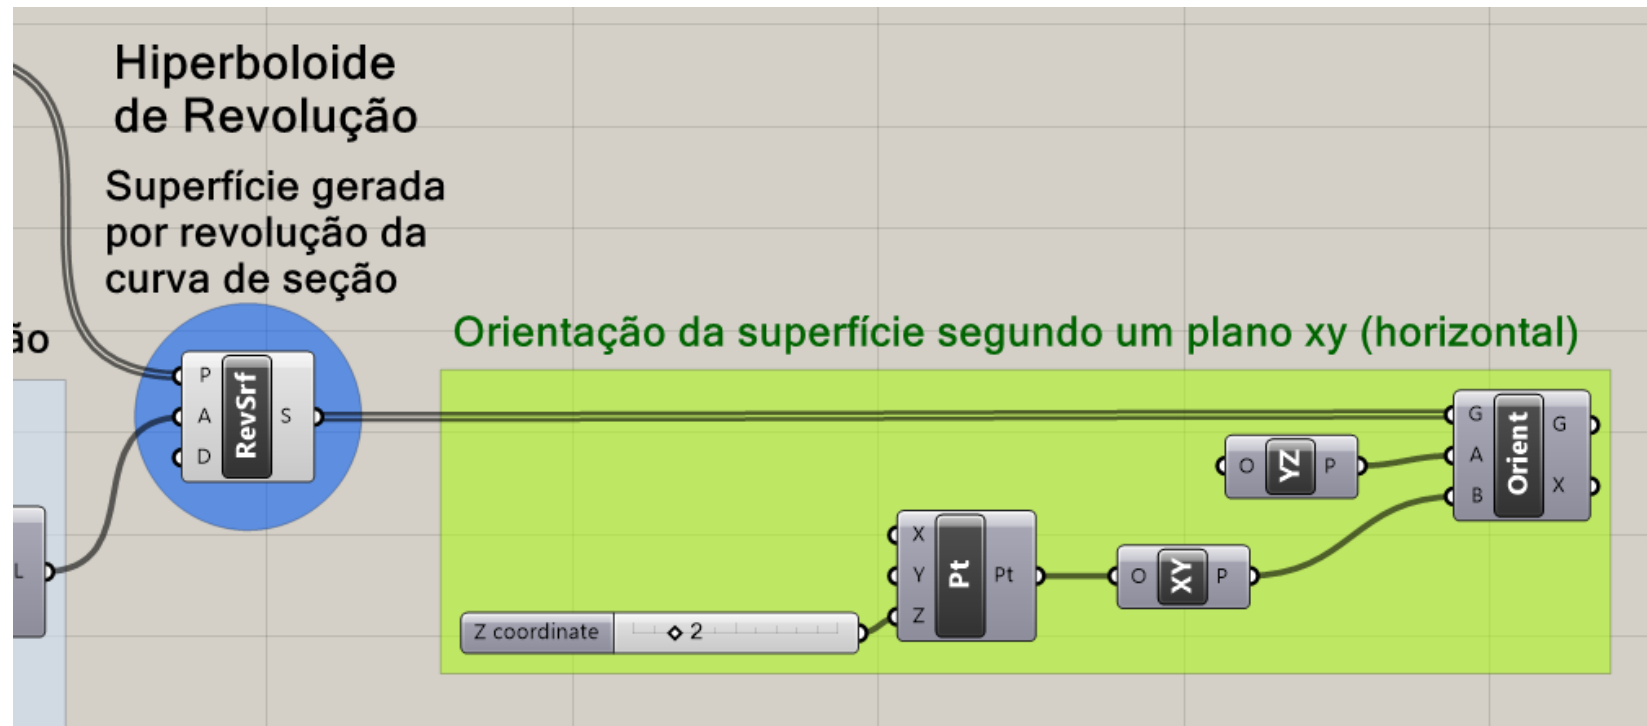 Hiperboloide
de Revolução
Superfície gerada
por revolução da
curva de seção
ão
Orientação da superfície segundo um plano xy (horizontal)
P
A
D
RevSrf
S
L
Z coordinate
2
X
Y
Z
Pt
Pt
O
XY
P
O
YZ
P
G
A
B
Orient
G
X